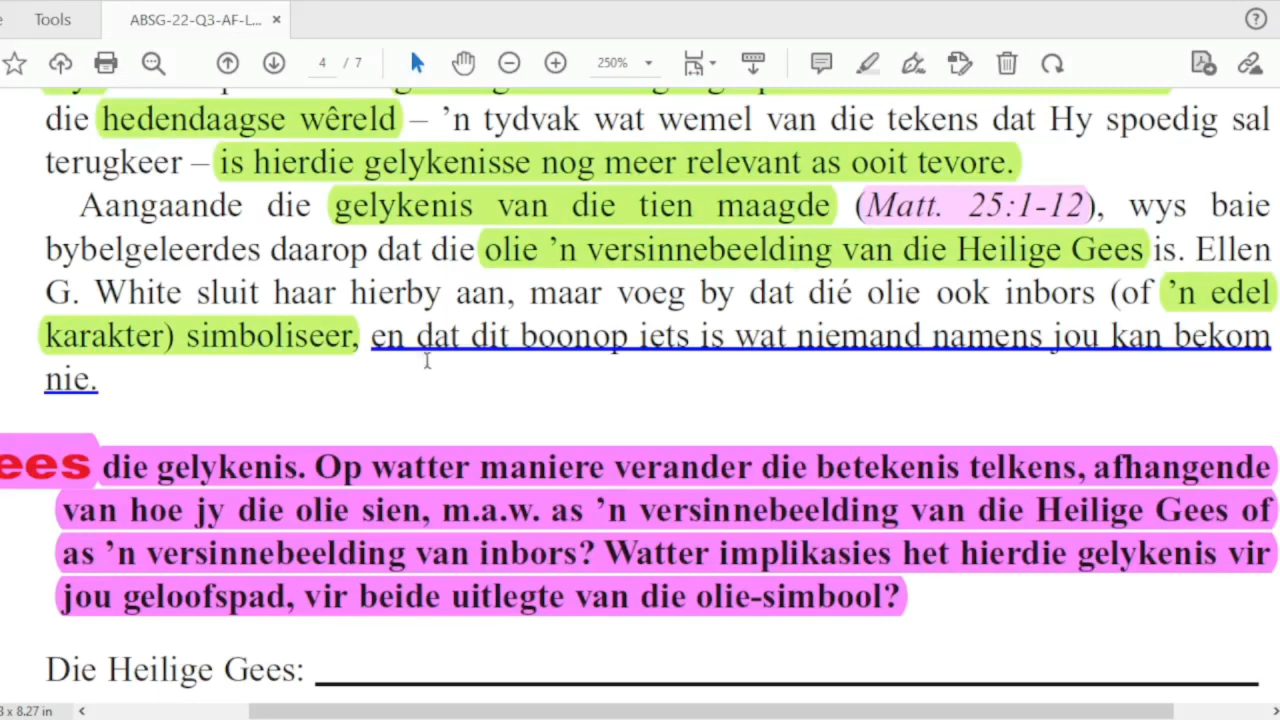 Tools ABSG-22-Q3-AF-L... ×
4 / 7 250%
die hedendaagse wêreld – ’n tydvak wat wemel van die tekens dat Hy spoedig sal
terugkeer – is hierdie gelykenisse nog meer relevant as ooit tevore.
Aangaande die gelykenis van die tien maagde (Matt. 25:1-12), wys baie
bybelgeleerdes daarop dat die olie ’n versinnebeelding van die Heilige Gees is. Ellen
G. White sluit haar hierby aan, maar voeg by dat dié olie ook inbors (of ’n edel
karakter) simboliseer, en dat dit boonop iets is wat niemand namens jou kan bekom
nie.
ees die gelykenis. Op watter maniere verander die betekenis telkens, afhangende
van hoe jy die olie sien, m.a.w. as ’n versinnebeelding van die Heilige Gees of
as ’n versinnebeelding van inbors? Watter implikasies het hierdie gelykenis vir
jou geloofspad, vir beide uitlegte van die olie-simbool?
Die Heilige Gees:
x 8.27 in